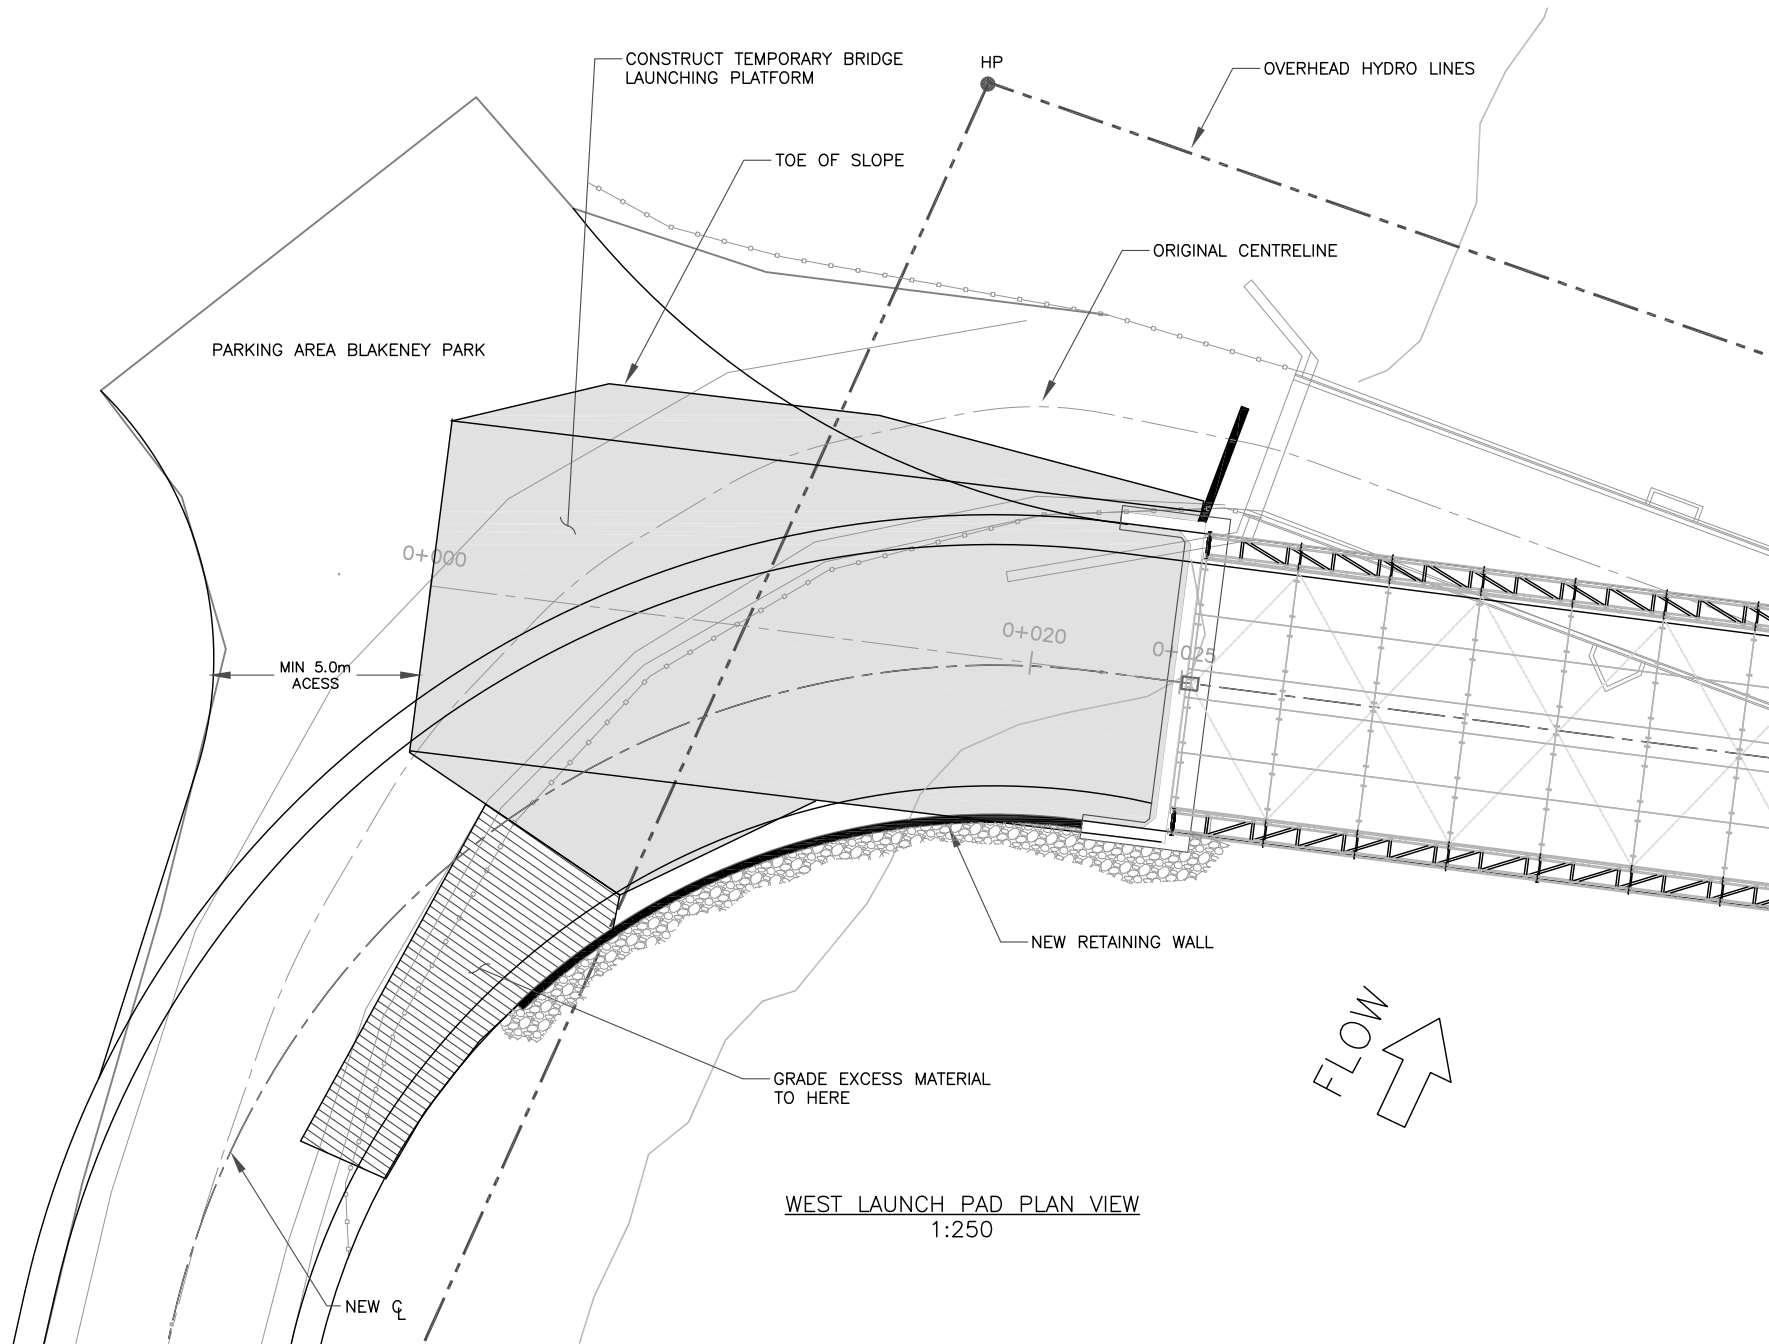 CONSTRUCT TEMPORARY BRIDGE
LAUNCHING PLATFORM
HP
OVERHEAD HYDRO LINES
TOE OF SLOPE
ORIGINAL CENTRELINE
PARKING AREA BLAKENEY PARK
0+000
0+020
0+025
MIN 5.0m
ACESS
NEW RETAINING WALL
FLOW
GRADE EXCESS MATERIAL
TO HERE
WEST LAUNCH PAD PLAN VIEW
1:250
NEW ℄